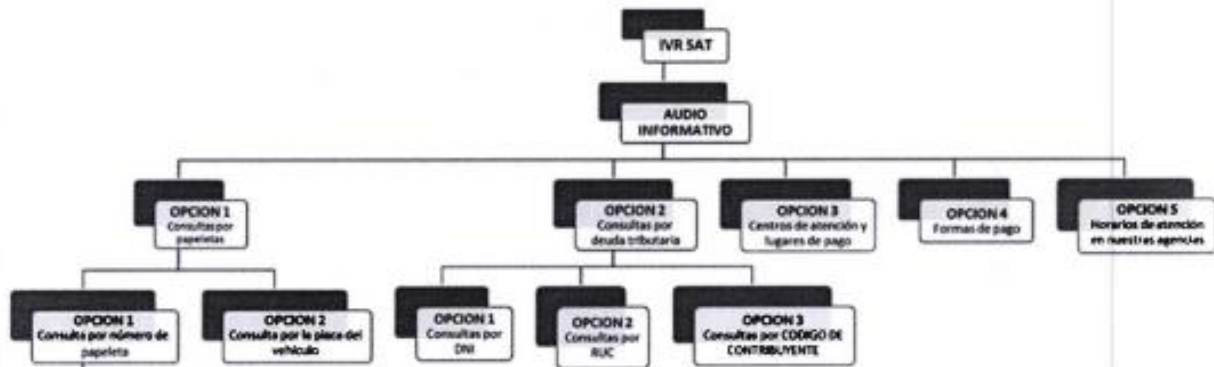 IVR SAT
AUDIO
INFORMATIVO
OPCION 1
Consultas por
papeletas
OPCION 2
Consultas por
deuda tributaria
OPCION 3
Centros de atención y
lugares de pago
OPCION 4
Formas de pago
OPCION 5
Horarios de atención
en nuestras agencias
OPCION 1
Consulta por número de
papeleta
OPCION 2
Consulta por la placa del
vehículo
OPCION 1
Consultas por
DNI
OPCION 2
Consultas por
RUC
OPCION 3
Consultas por CODIGO DE
CONTRIBUYENTE